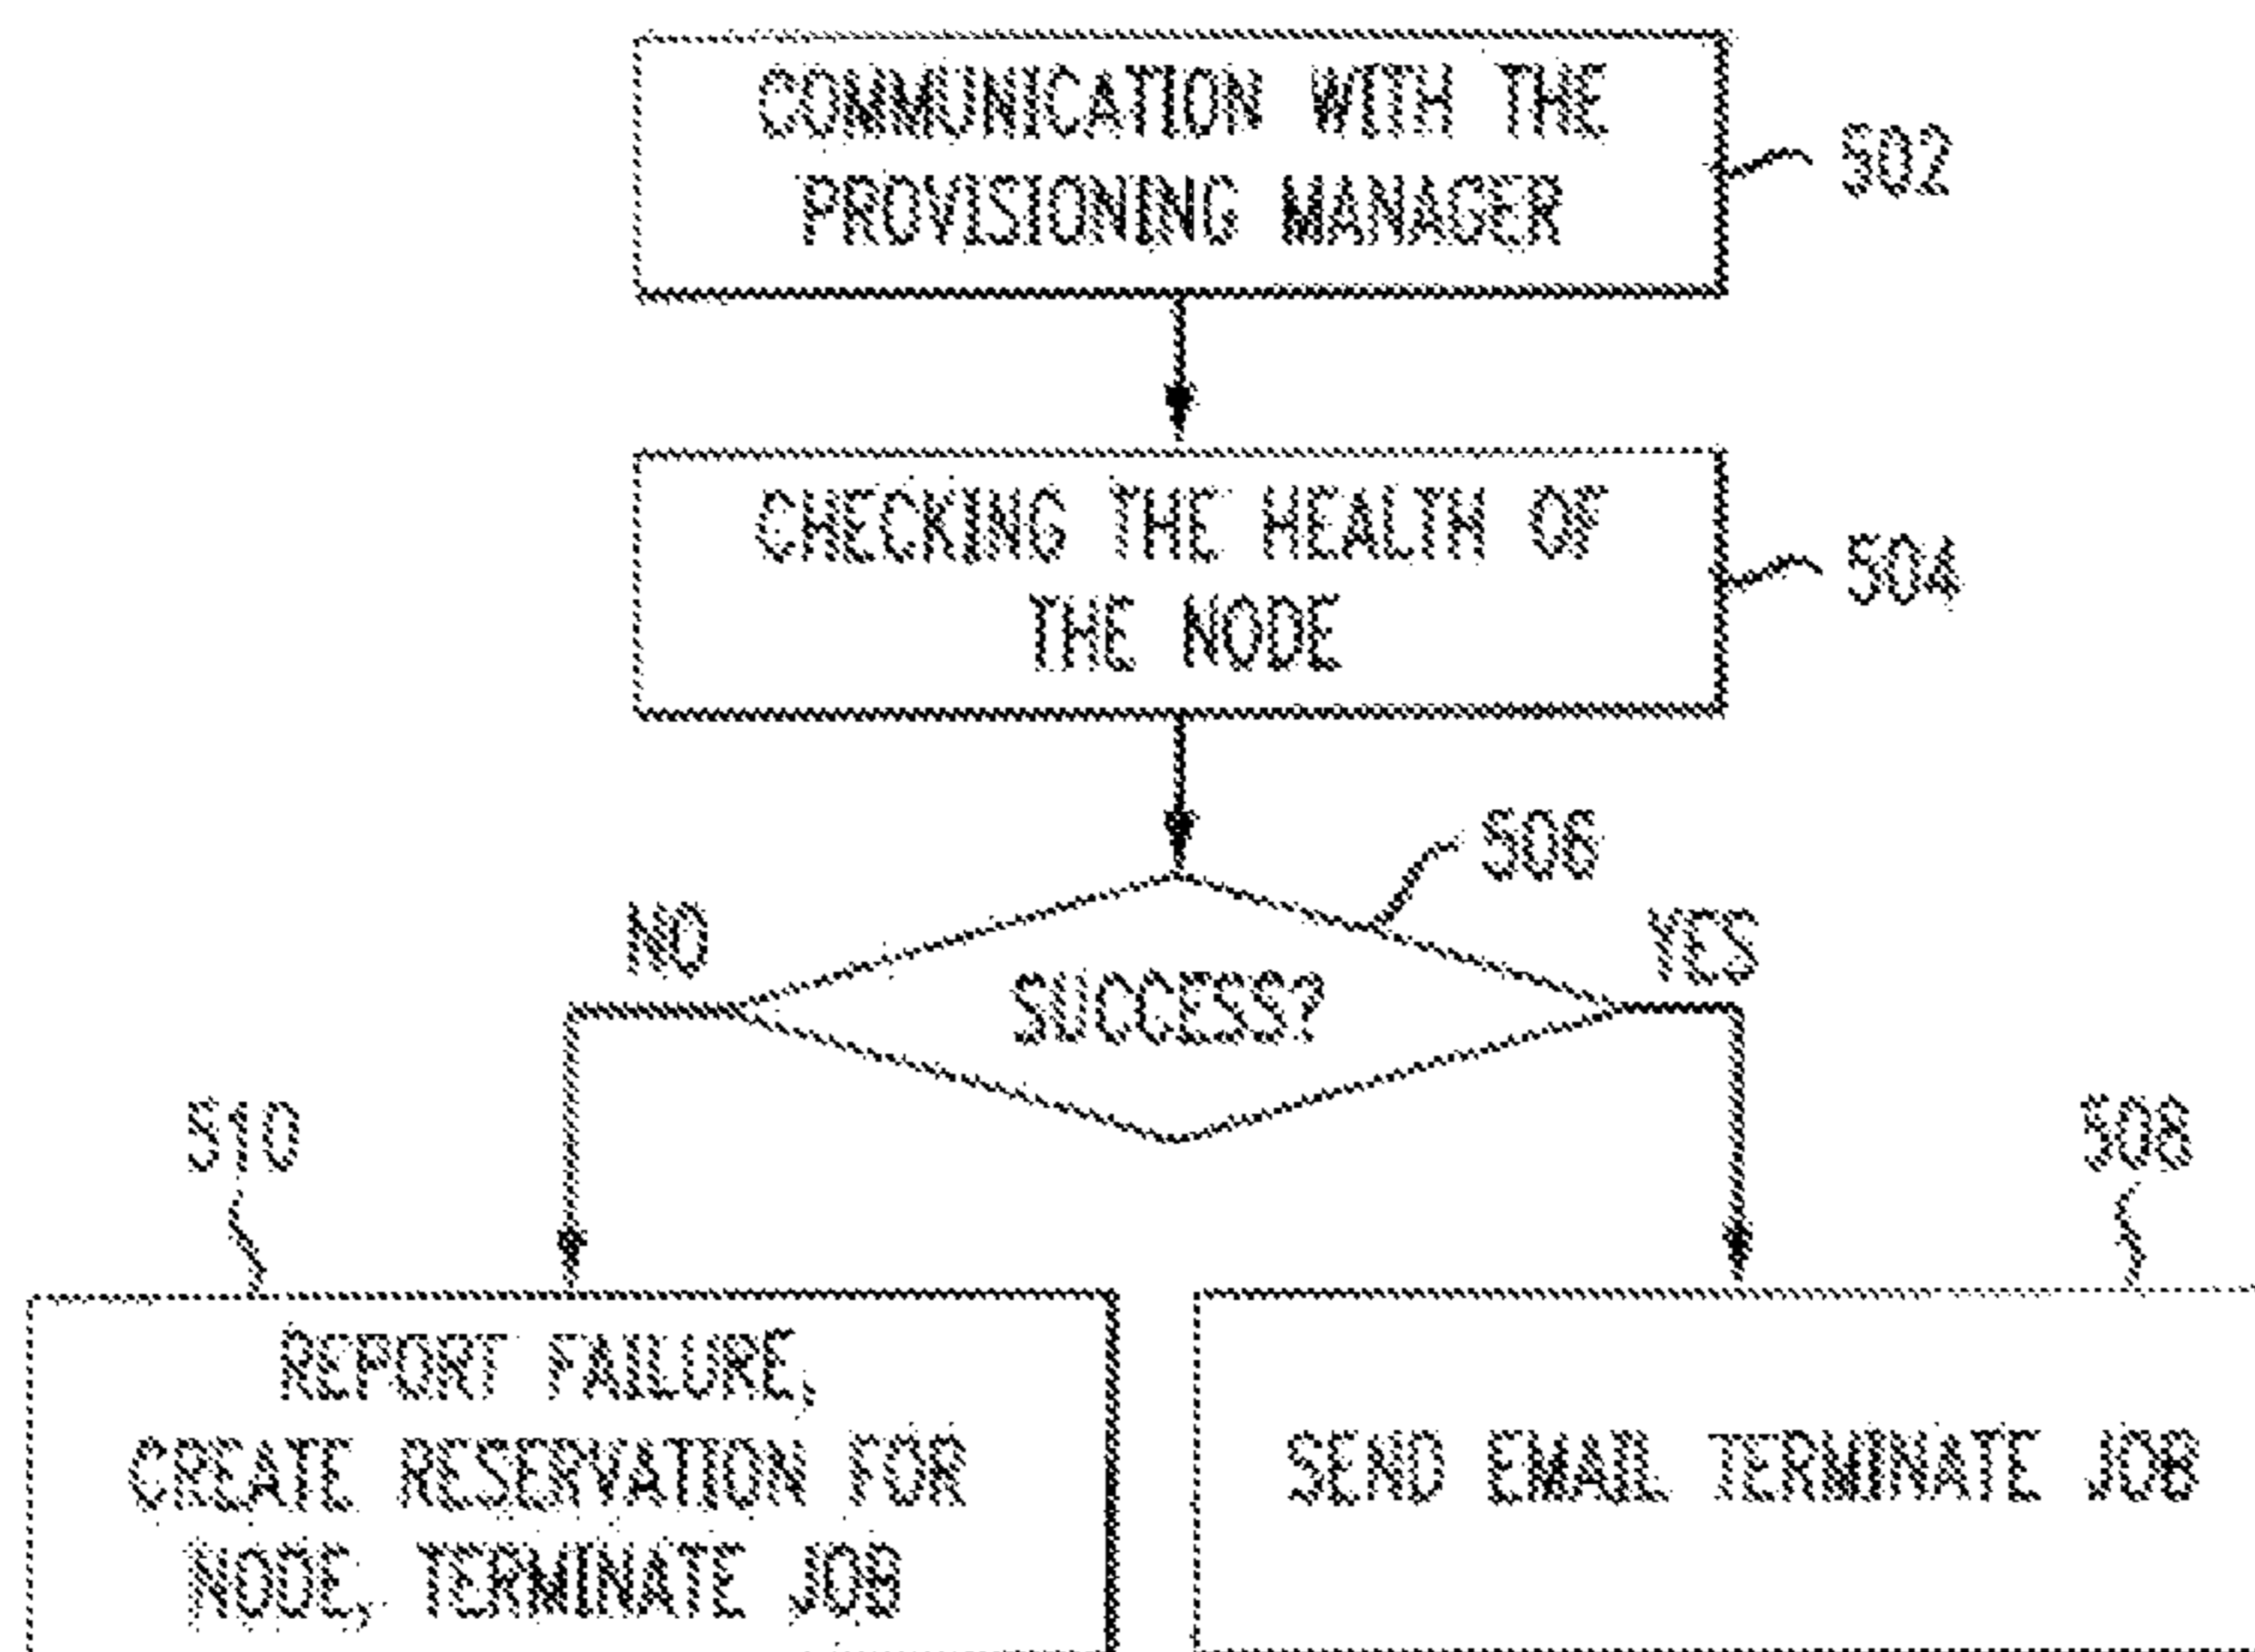 COMMUNICATION WITH THE
PROVISIONING MANAGER
502
CHECKING THE HEALTH OF
THE NODE
504
506
NO
YES
SUCCESS?
510
508
REPORT FAILURE,
CREATE RESERVATION FOR
NODE, TERMINATE JOB
SEND EMAIL TERMINATE JOB